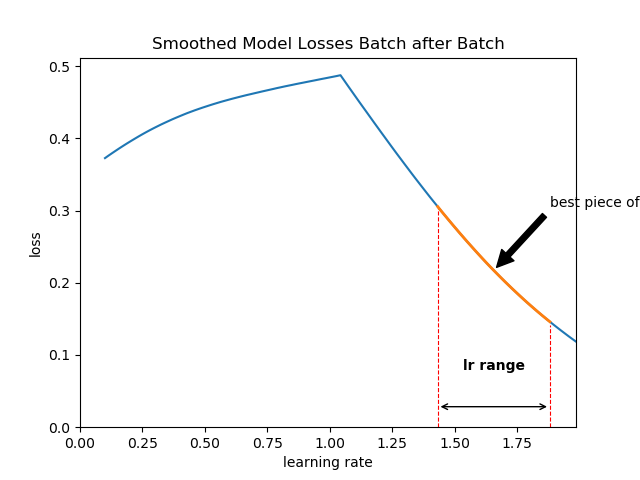 Smoothed Model Losses Batch after Batch
0.5
0.4
0.3
0.2
0.1
0.0
loss
best piece of
lr range
0.00 0.25 0.50 0.75 1.00 1.25 1.50 1.75
learning rate